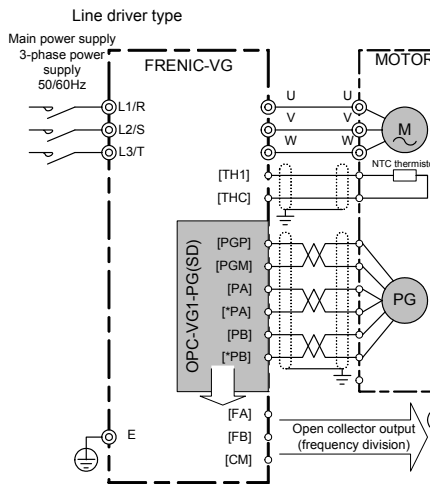 Line driver type
Main power supply
3-phase power
supply
50/60Hz
FRENIC-VG
MOTOR
L1/R
L2/S
L3/T
U
U
V
V
W
W
M
[TH1]
[THC]
OPC-VG1-PG(SD)
[PGP]
[PGM]
[PA]
[*PA]
[PB]
[*PB]
PG
E
[FA]
[FB]
[CM]
Open collector output
(frequency division)